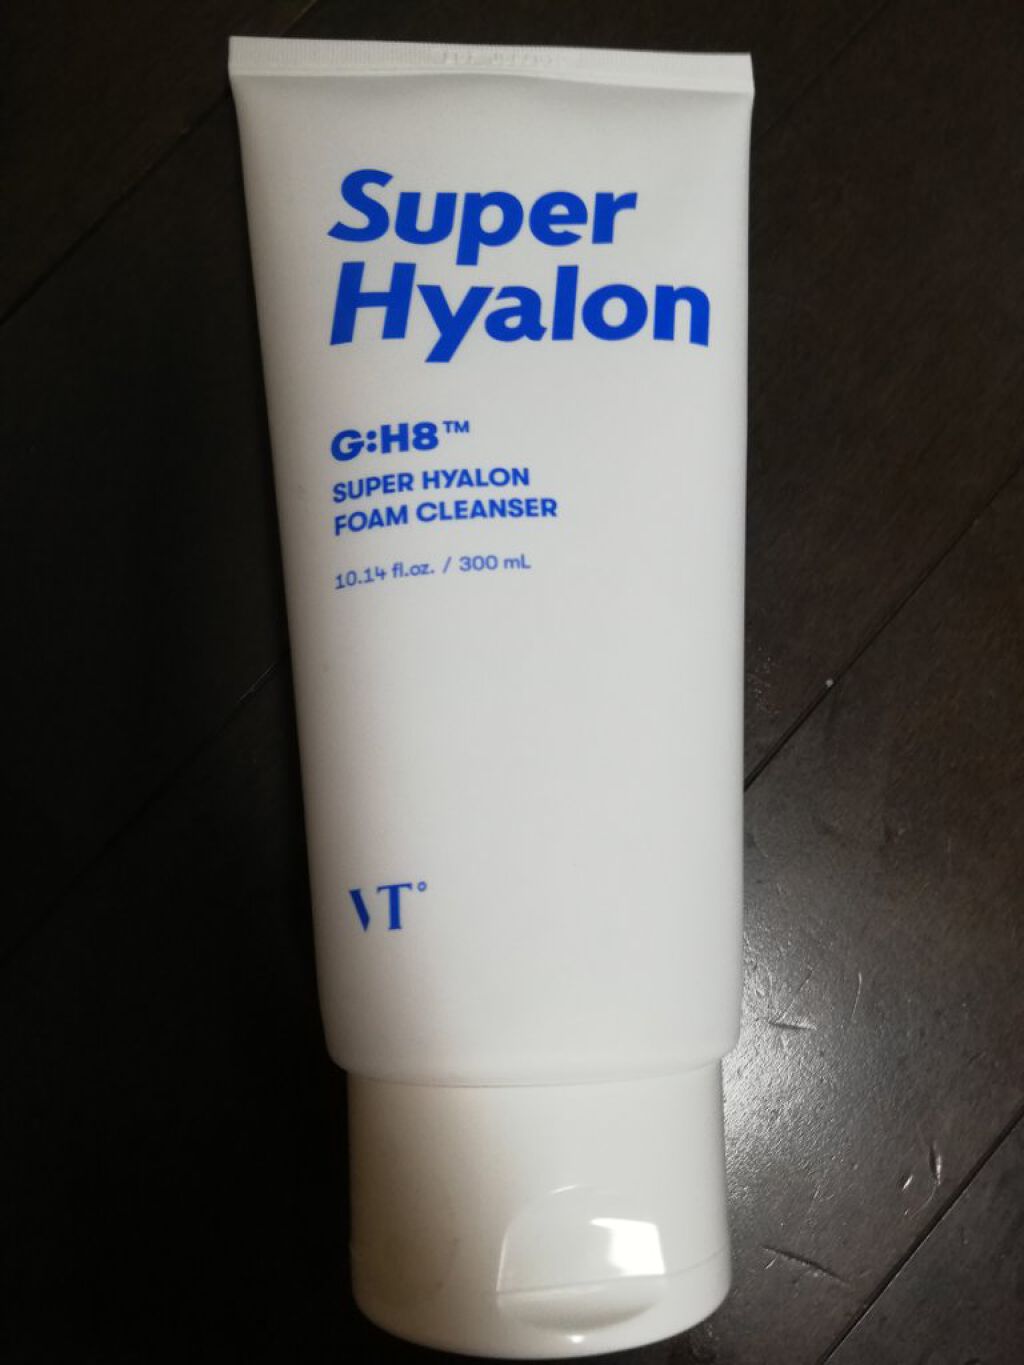 Super
Hyalon
G:H8™
SUPER HYALON
FOAM CLEANSER
10.14 fl.oz. / 300 mL
VT°